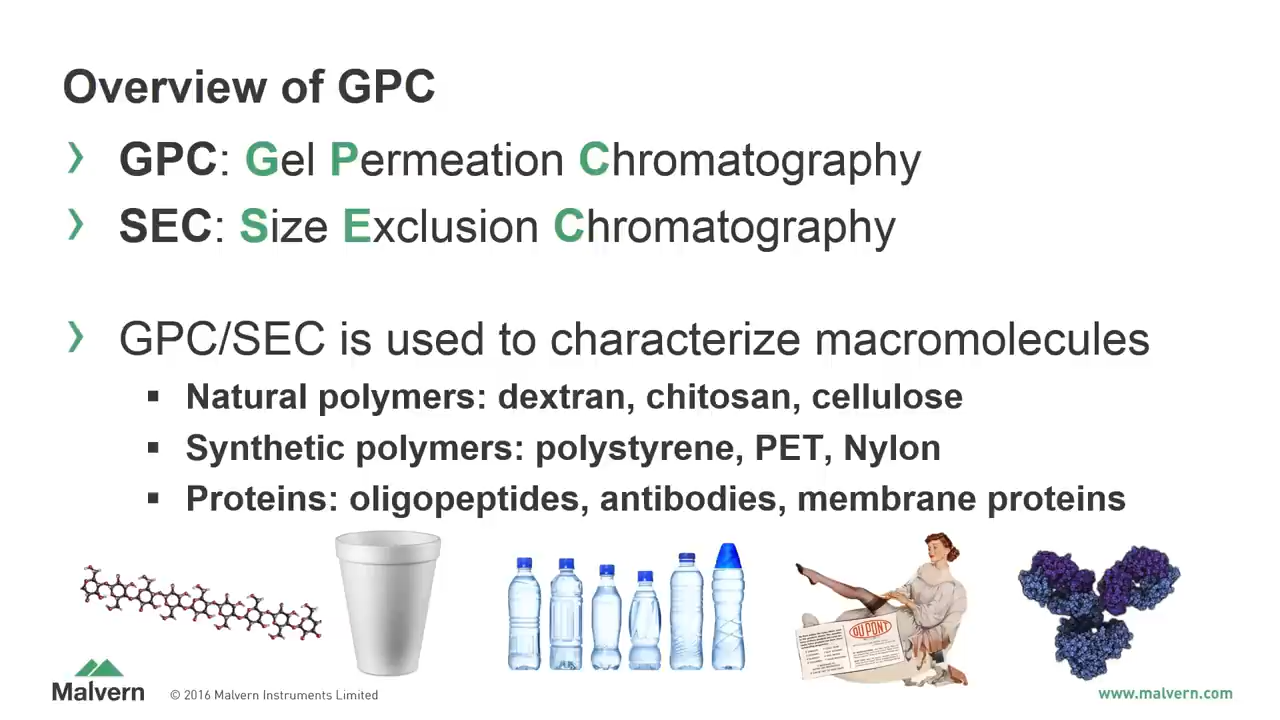 Overview of GPC
› GPC: Gel Permeation Chromatography
› SEC: Size Exclusion Chromatography
› GPC/SEC is used to characterize macromolecules
▪ Natural polymers: dextran, chitosan, cellulose
▪ Synthetic polymers: polystyrene, PET, Nylon
▪ Proteins: oligopeptides, antibodies, membrane proteins
DU PONT
Malvern © 2016 Malvern Instruments Limited
www.malvern.com